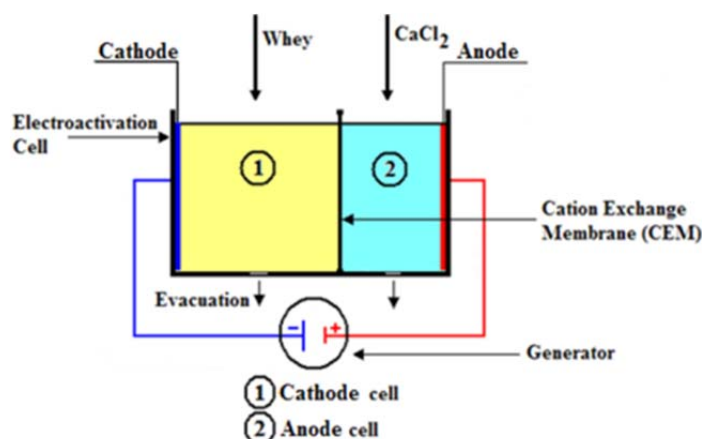 Whey
CaCl2
Cathode
Anode
Electroactivation
Cell
1
2
Cation Exchange
Membrane (CEM)
Evacuation
- +
Generator
1 Cathode cell
2 Anode cell